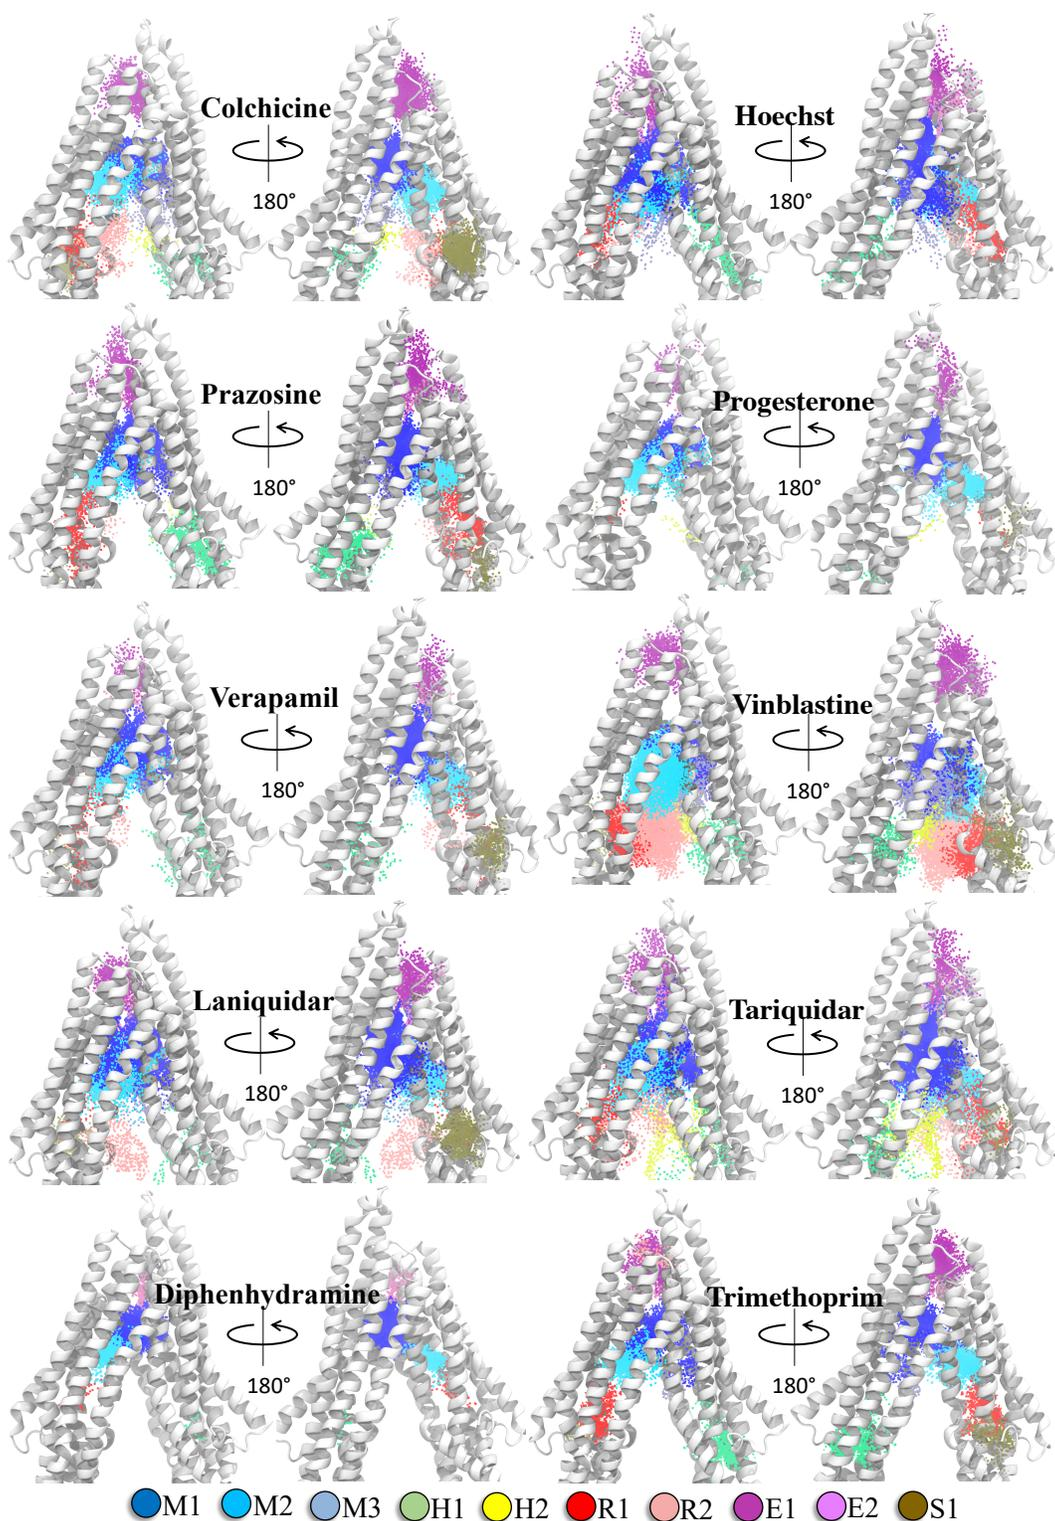 Colchicine
180°
Hoechst
180°
Prazosine
180°
Progesterone
180°
Verapamil
180°
Vinblastine
180°
Laniquidar
180°
Tariquidar
180°
Diphenhydramine
180°
Trimethoprim
180°
M1 M2 M3 H1 H2 R1 R2 E1 E2 S1